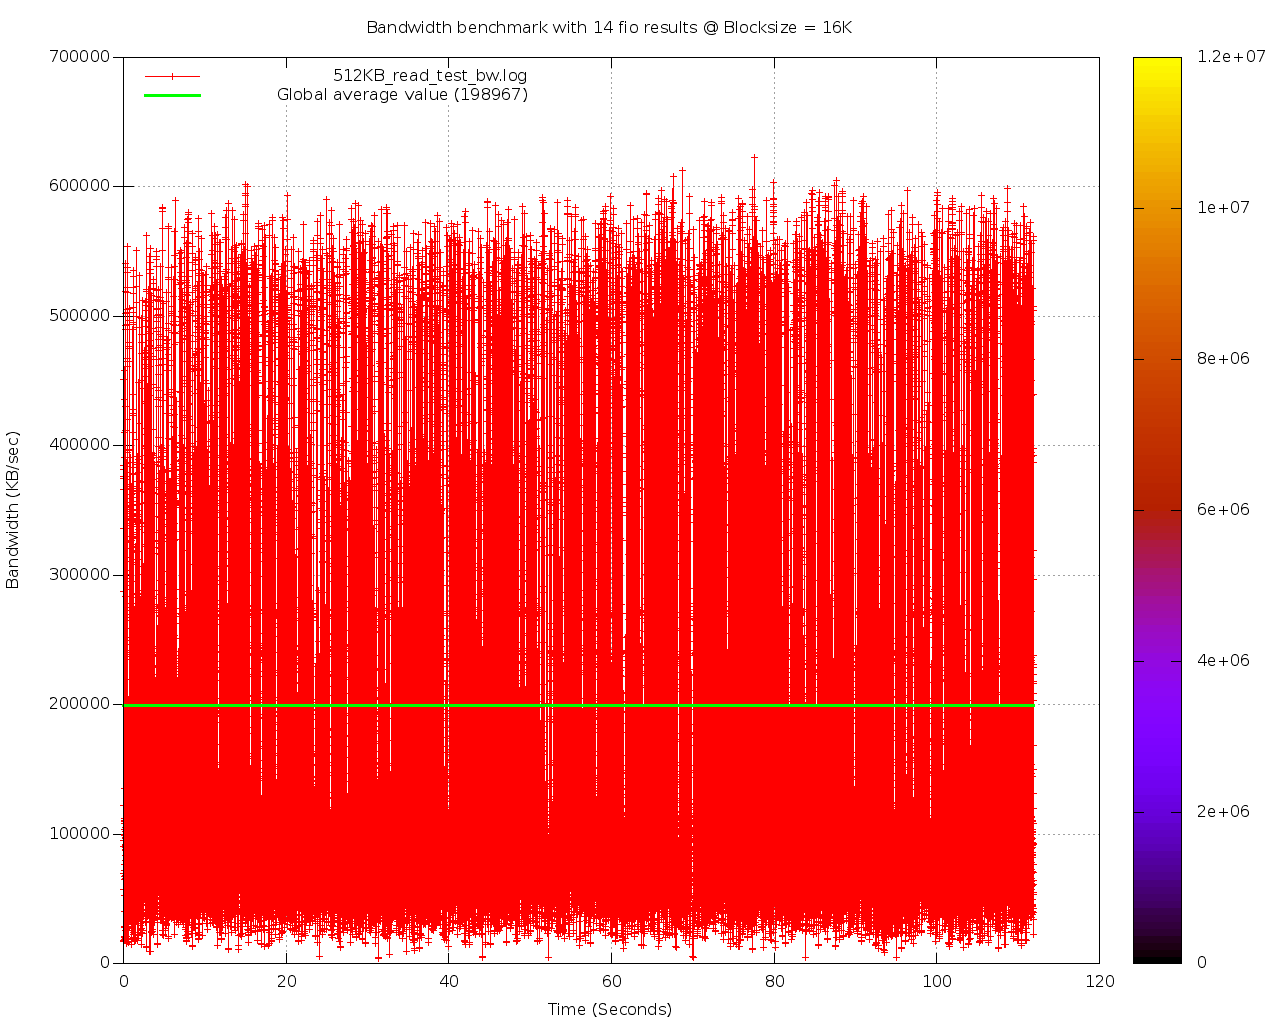 Bandwidth benchmark with 14 fio results @ Blocksize = 16K
512KB_read_test_bw.log
Global average value (198967)
700000
600000
500000
400000
300000
200000
100000
0
Bandwidth (KB/sec)
0 20 40 60 80 100 120
Time (Seconds)
1.2e+07
1e+07
8e+06
6e+06
4e+06
2e+06
0